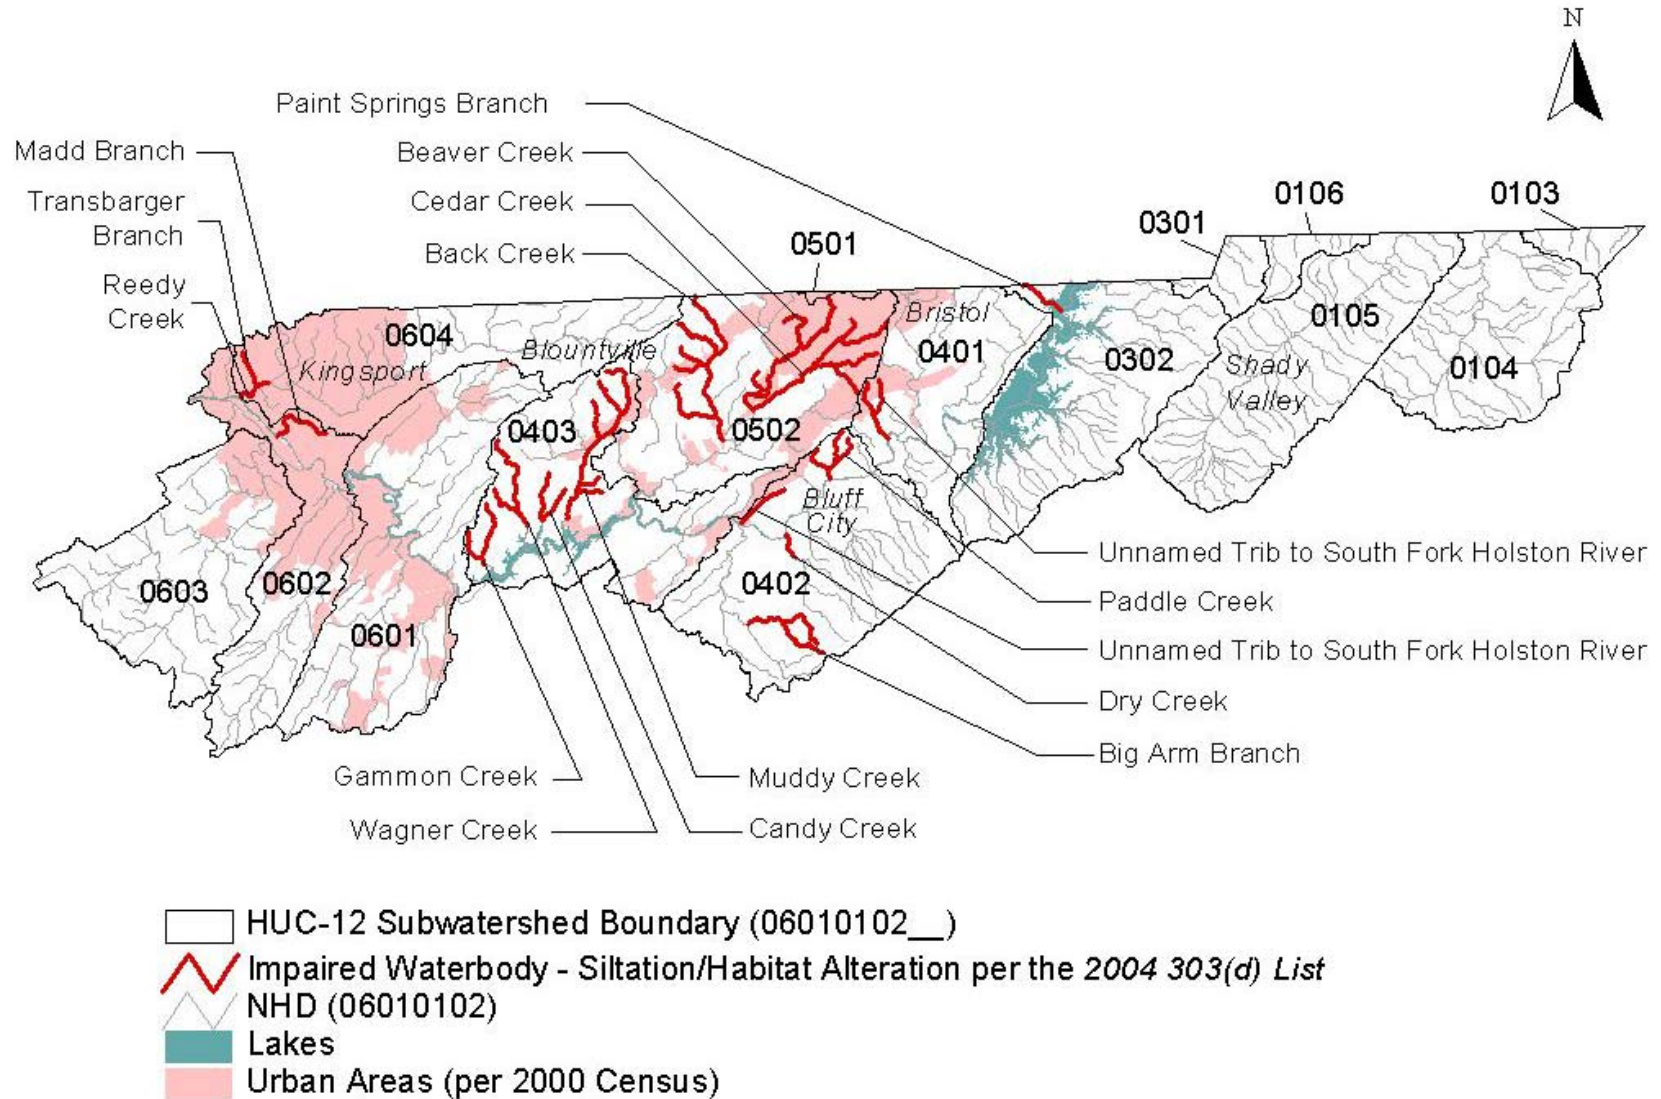 N
Paint Springs Branch
Madd Branch
Beaver Creek
Transbarger
Branch
Cedar Creek
0106
0103
0301
Back Creek
0501
Reedy
Creek
Bristol
0604
Blountville
0105
Kingsport
0401
0302
Shady
Valley
0104
0403
0502
Bluff
City
Unnamed Trib to South Fork Holston River
0603
0602
0402
Paddle Creek
0601
Unnamed Trib to South Fork Holston River
Dry Creek
Big Arm Branch
Gammon Creek
Muddy Creek
Wagner Creek
Candy Creek
HUC-12 Subwatershed Boundary (06010102__)
Impaired Waterbody - Siltation/Habitat Alteration per the 2004 303(d) List
NHD (06010102)
Lakes
Urban Areas (per 2000 Census)